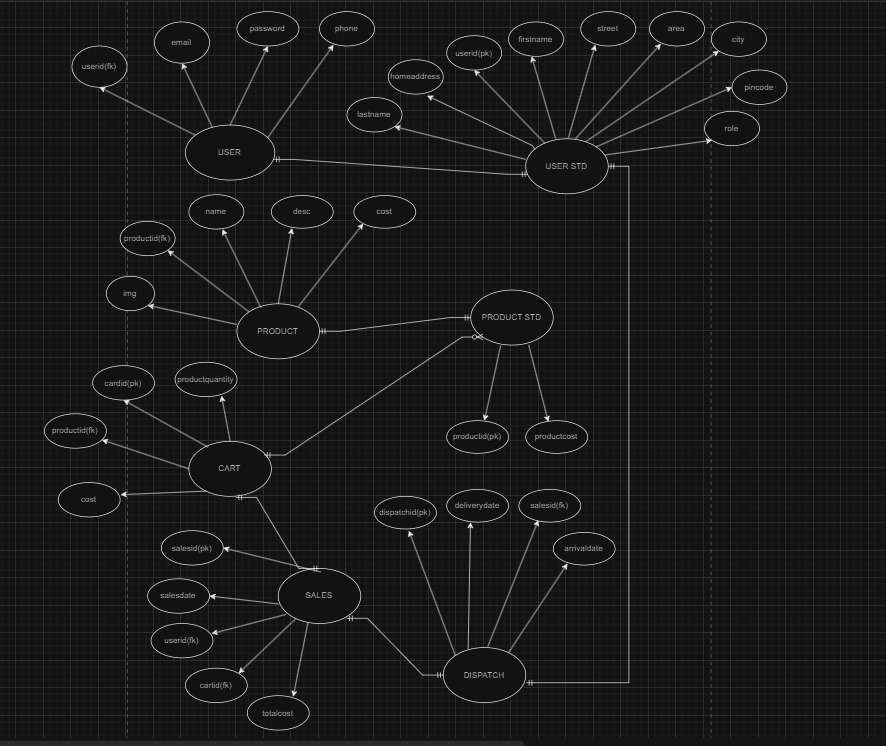 userid(fk)
email
password
phone
USER
lastname
homeaddress
userid(pk)
firstname
street
area
city
pincode
role
USER STD
img
productid(fk)
name
desc
cost
PRODUCT
PRODUCT STD
productid(pk)
productcost
cardid(pk)
productquantity
productid(fk)
cost
CART
salesid(pk)
salesdate
userid(fk)
cartid(fk)
totalcost
SALES
dispatchid(pk)
deliverydate
salesid(fk)
arrivaldate
DISPATCH